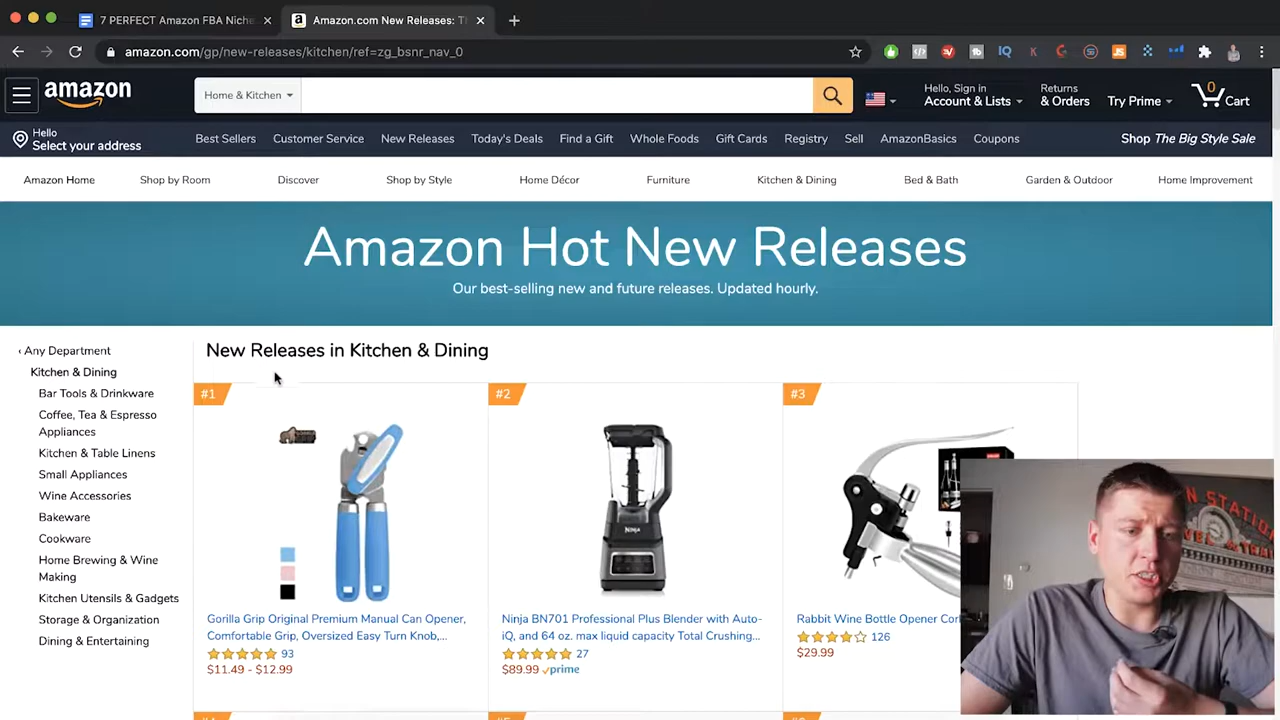 7 PERFECT Amazon FBA Niche
Amazon.com New Releases: Th
amazon.com/gp/new-releases/kitchen/ref=zg_bsnr_nav_0
amazon
Home & Kitchen
Hello, Sign in
Account & Lists
Returns
& Orders
Try Prime
0
Cart
Hello
Select your address
Best Sellers
Customer Service
New Releases
Today's Deals
Find a Gift
Whole Foods
Gift Cards
Registry
Sell
AmazonBasics
Coupons
Shop The Big Style Sale
Amazon Home
Shop by Room
Discover
Shop by Style
Home Décor
Furniture
Kitchen & Dining
Bed & Bath
Garden & Outdoor
Home Improvement
Amazon Hot New Releases
Our best-selling new and future releases. Updated hourly.
‹ Any Department
Kitchen & Dining
Bar Tools & Drinkware
Coffee, Tea & Espresso
Appliances
Kitchen & Table Linens
Small Appliances
Wine Accessories
Bakeware
Cookware
Home Brewing & Wine
Making
Kitchen Utensils & Gadgets
Storage & Organization
Dining & Entertaining
New Releases in Kitchen & Dining
#1
Gorilla Grip Original Premium Manual Can Opener,
Comfortable Grip, Oversized Easy Turn Knob,...
93
$11.49 - $12.99
#2
NINJA
Ninja BN701 Professional Plus Blender with Auto-
iQ, and 64 oz. max liquid capacity Total Crushing...
27
$89.99 prime
#3
Rabbit Wine Bottle Opener Cor
126
$29.99
N STATION